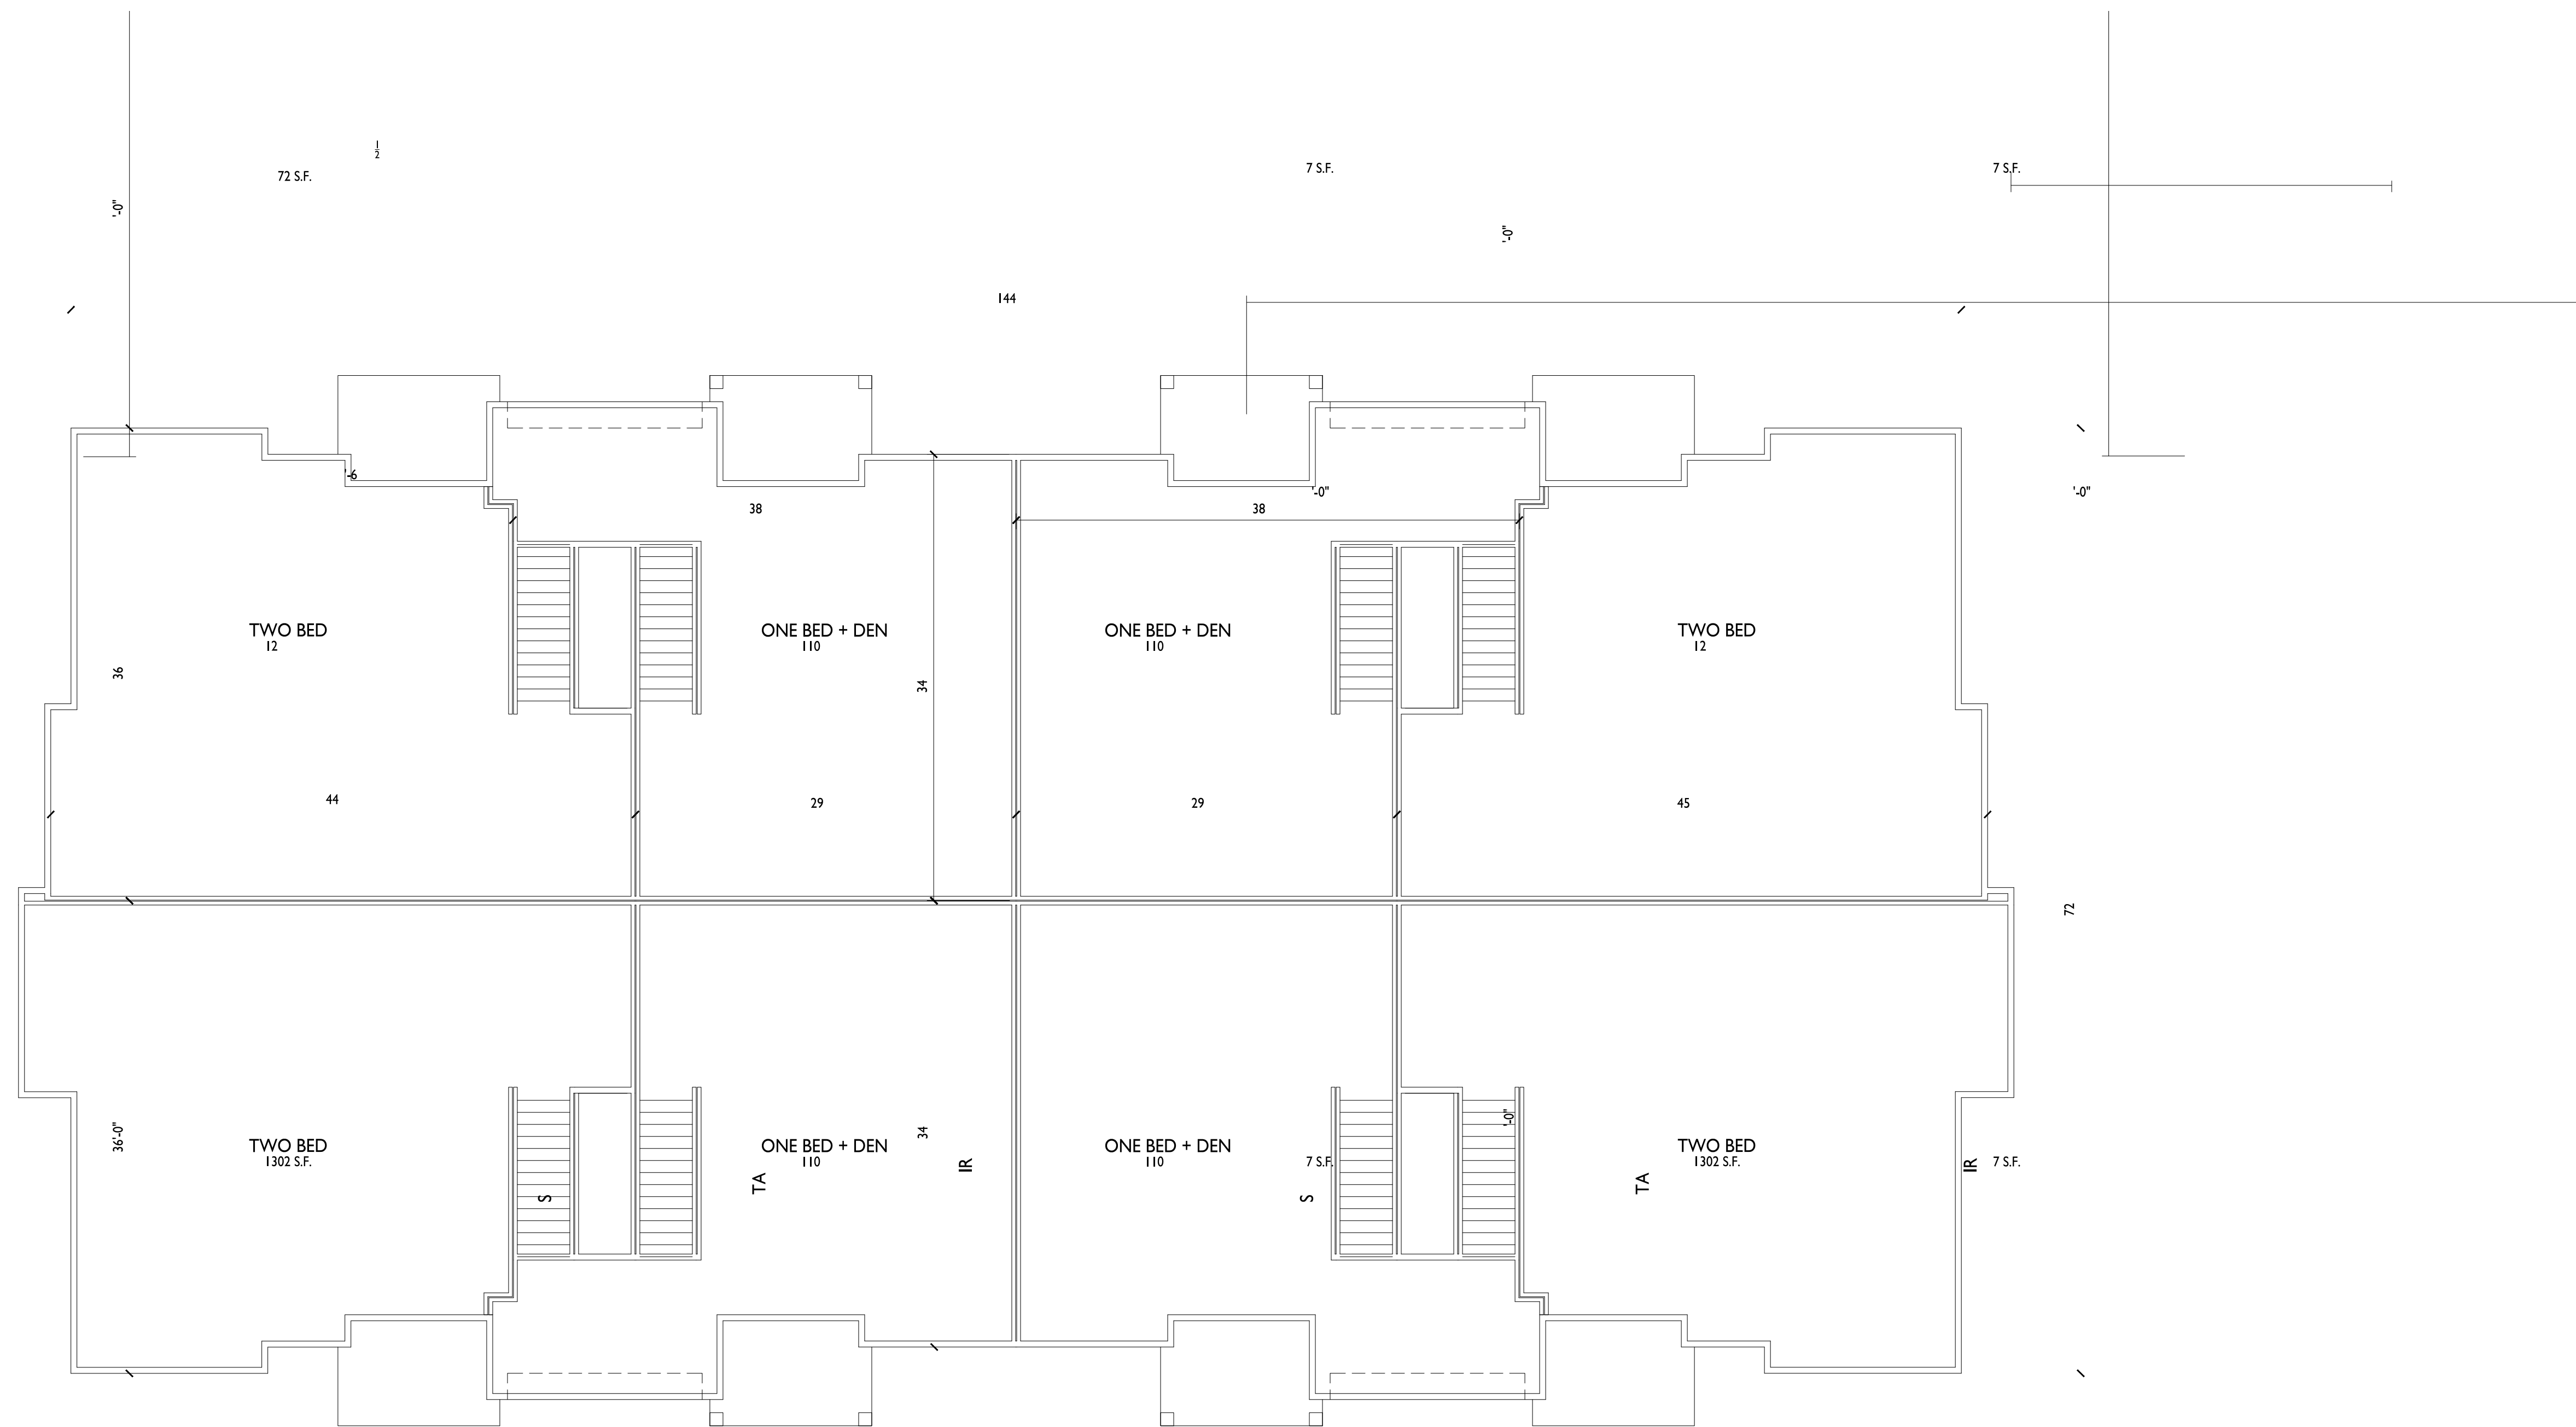 1/2
7 S.F.
7 S.F.
72 S.F.
'-0"
'-0"
144
'-6
'-0"
'-0"
38
38
TWO BED
12
ONE BED + DEN
110
ONE BED + DEN
110
TWO BED
12
36
34
44
29
29
45
72
36'-0"
34
'-0"
TWO BED
1302 S.F.
ONE BED + DEN
110
ONE BED + DEN
110
7 S.F.
TWO BED
1302 S.F.
7 S.F.
S
TA
IR
S
TA
IR